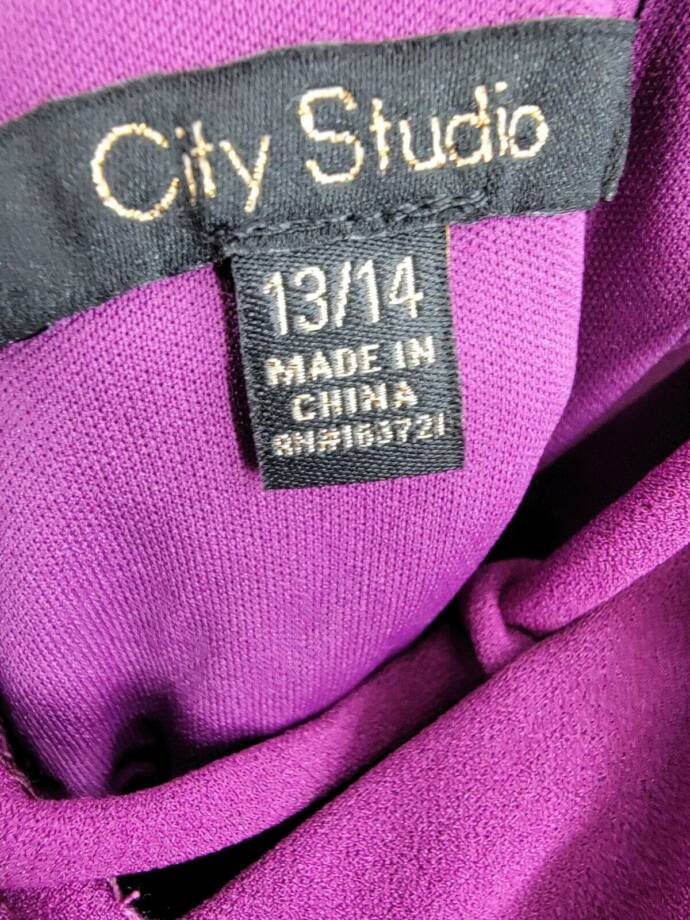 City Studio
13/14
MADE IN
CHINA
RN#163721